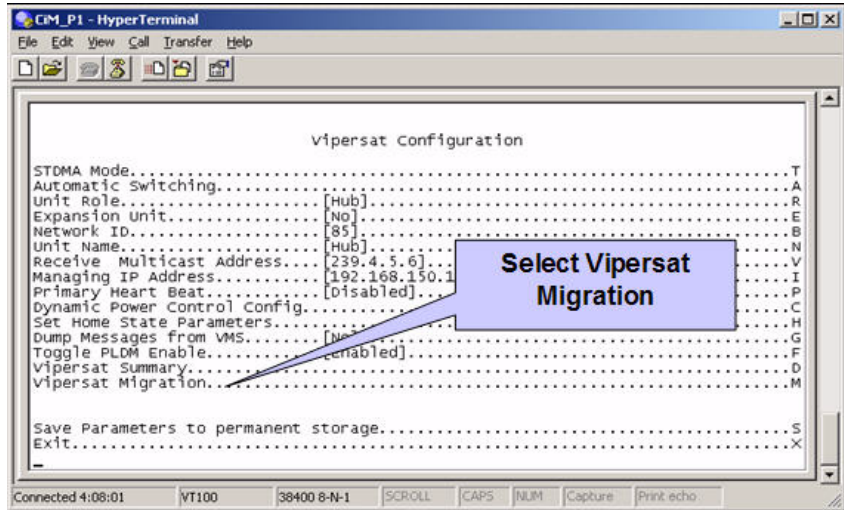 CiM_P1 - HyperTerminal
File Edit View Call Transfer Help
Vipersat Configuration
STDMA Mode..............................................................................T
Automatic Switching.....................................................................A
Unit Role........................[Hub]..................................................R
Expansion Unit...................[No]...................................................E
Network ID.......................[85]...................................................B
Unit Name........................[Hub]..................................................N
Receive  Multicast Address....[239.4.5.6]...............................................V
Managing IP Address...........[192.168.150.1 I
Primary Heart Beat............[Disabled]....P
Dynamic Power Control Config............................................................C
Set Home State Parameters...............................................................H
Dump Messages from VMS...........[No]...................................................G
Toggle PLDM Enable...............[Enabled]..............................................F
Vipersat Summary........................................................................D
Vipersat Migration......................................................................M
Select Vipersat
Migration
Save Parameters to permanent storage....................................................S
Exit....................................................................................X
Connected 4:08:01 VT100 38400 8-N-1 SCROLL CAPS NUM Capture Print echo